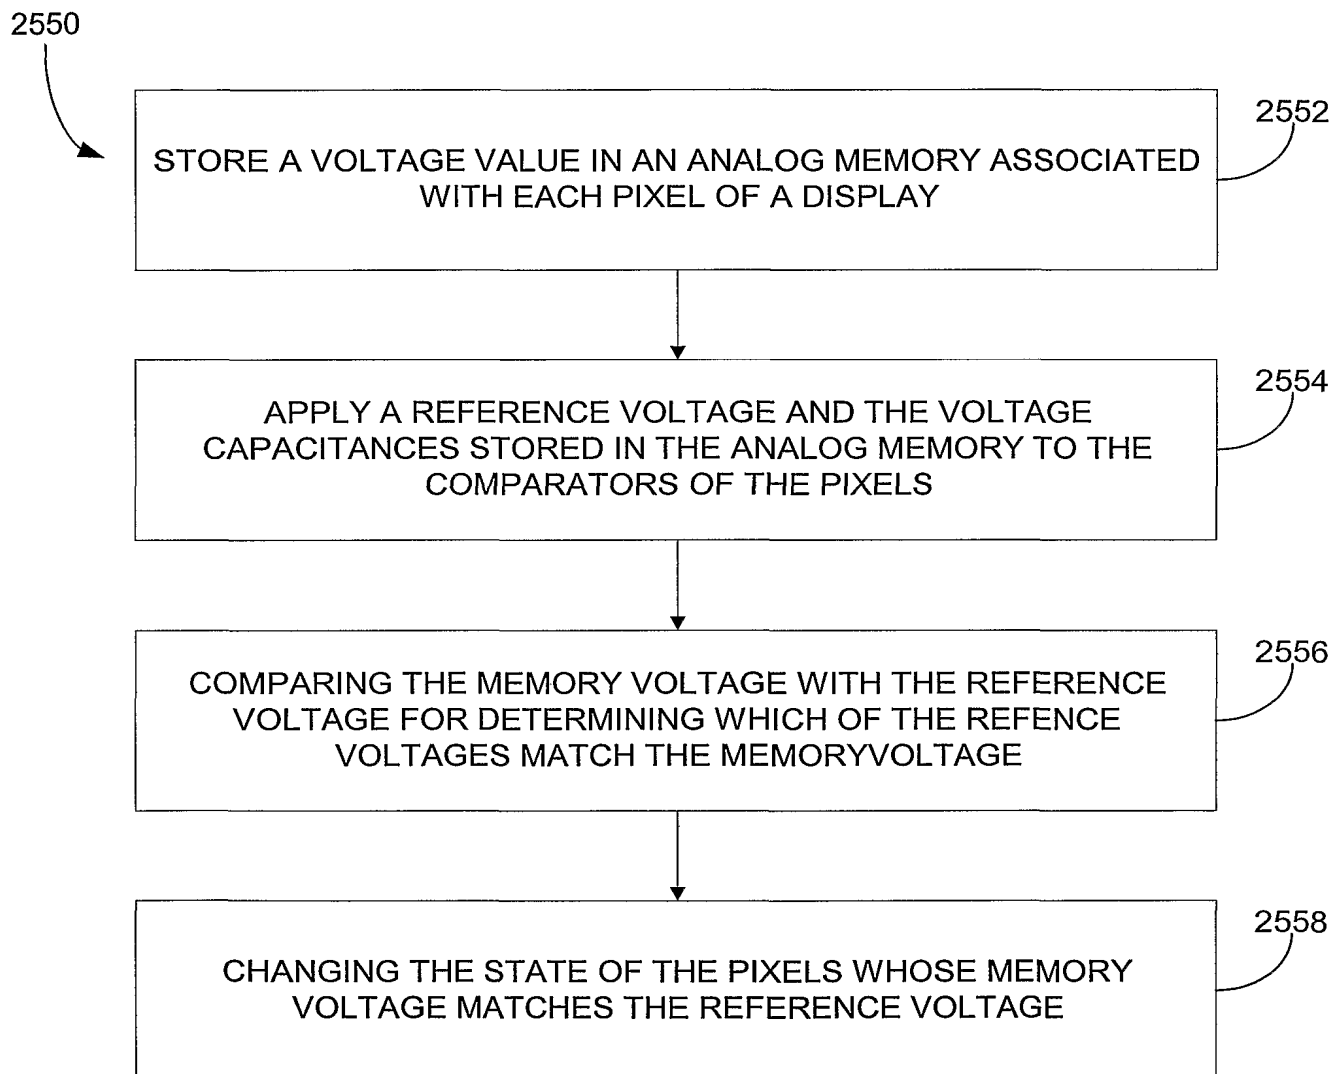 2550
2552
STORE A VOLTAGE VALUE IN AN ANALOG MEMORY ASSOCIATED
WITH EACH PIXEL OF A DISPLAY
2554
APPLY A REFERENCE VOLTAGE AND THE VOLTAGE
CAPACITANCES STORED IN THE ANALOG MEMORY TO THE
COMPARATORS OF THE PIXELS
2556
COMPARING THE MEMORY VOLTAGE WITH THE REFERENCE
VOLTAGE FOR DETERMINING WHICH OF THE REFENCE
VOLTAGES MATCH THE MEMORYVOLTAGE
2558
CHANGING THE STATE OF THE PIXELS WHOSE MEMORY
VOLTAGE MATCHES THE REFERENCE VOLTAGE